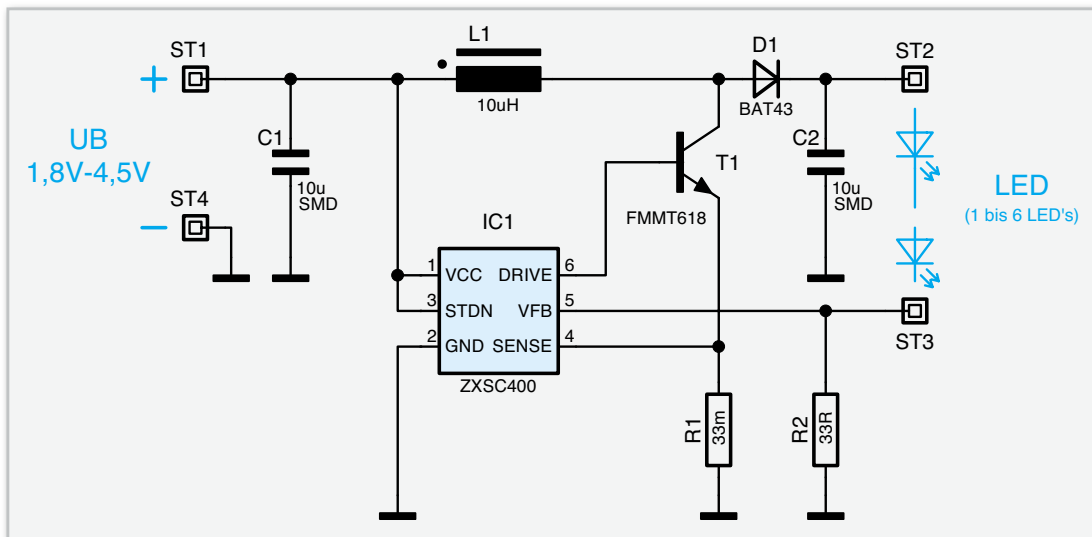 L1
D1
ST1
ST2
+
10uH
BAT43
C1
C2
UB
1,8V-4,5V
T1
10u
SMD
10u
SMD
LED
(1 bis 6 LED's)
ST4
−
FMMT618
IC1
1
VCC
DRIVE
6
3
STDN
VFB
5
2
GND
SENSE
4
ST3
ZXSC400
R1
33m
R2
33R